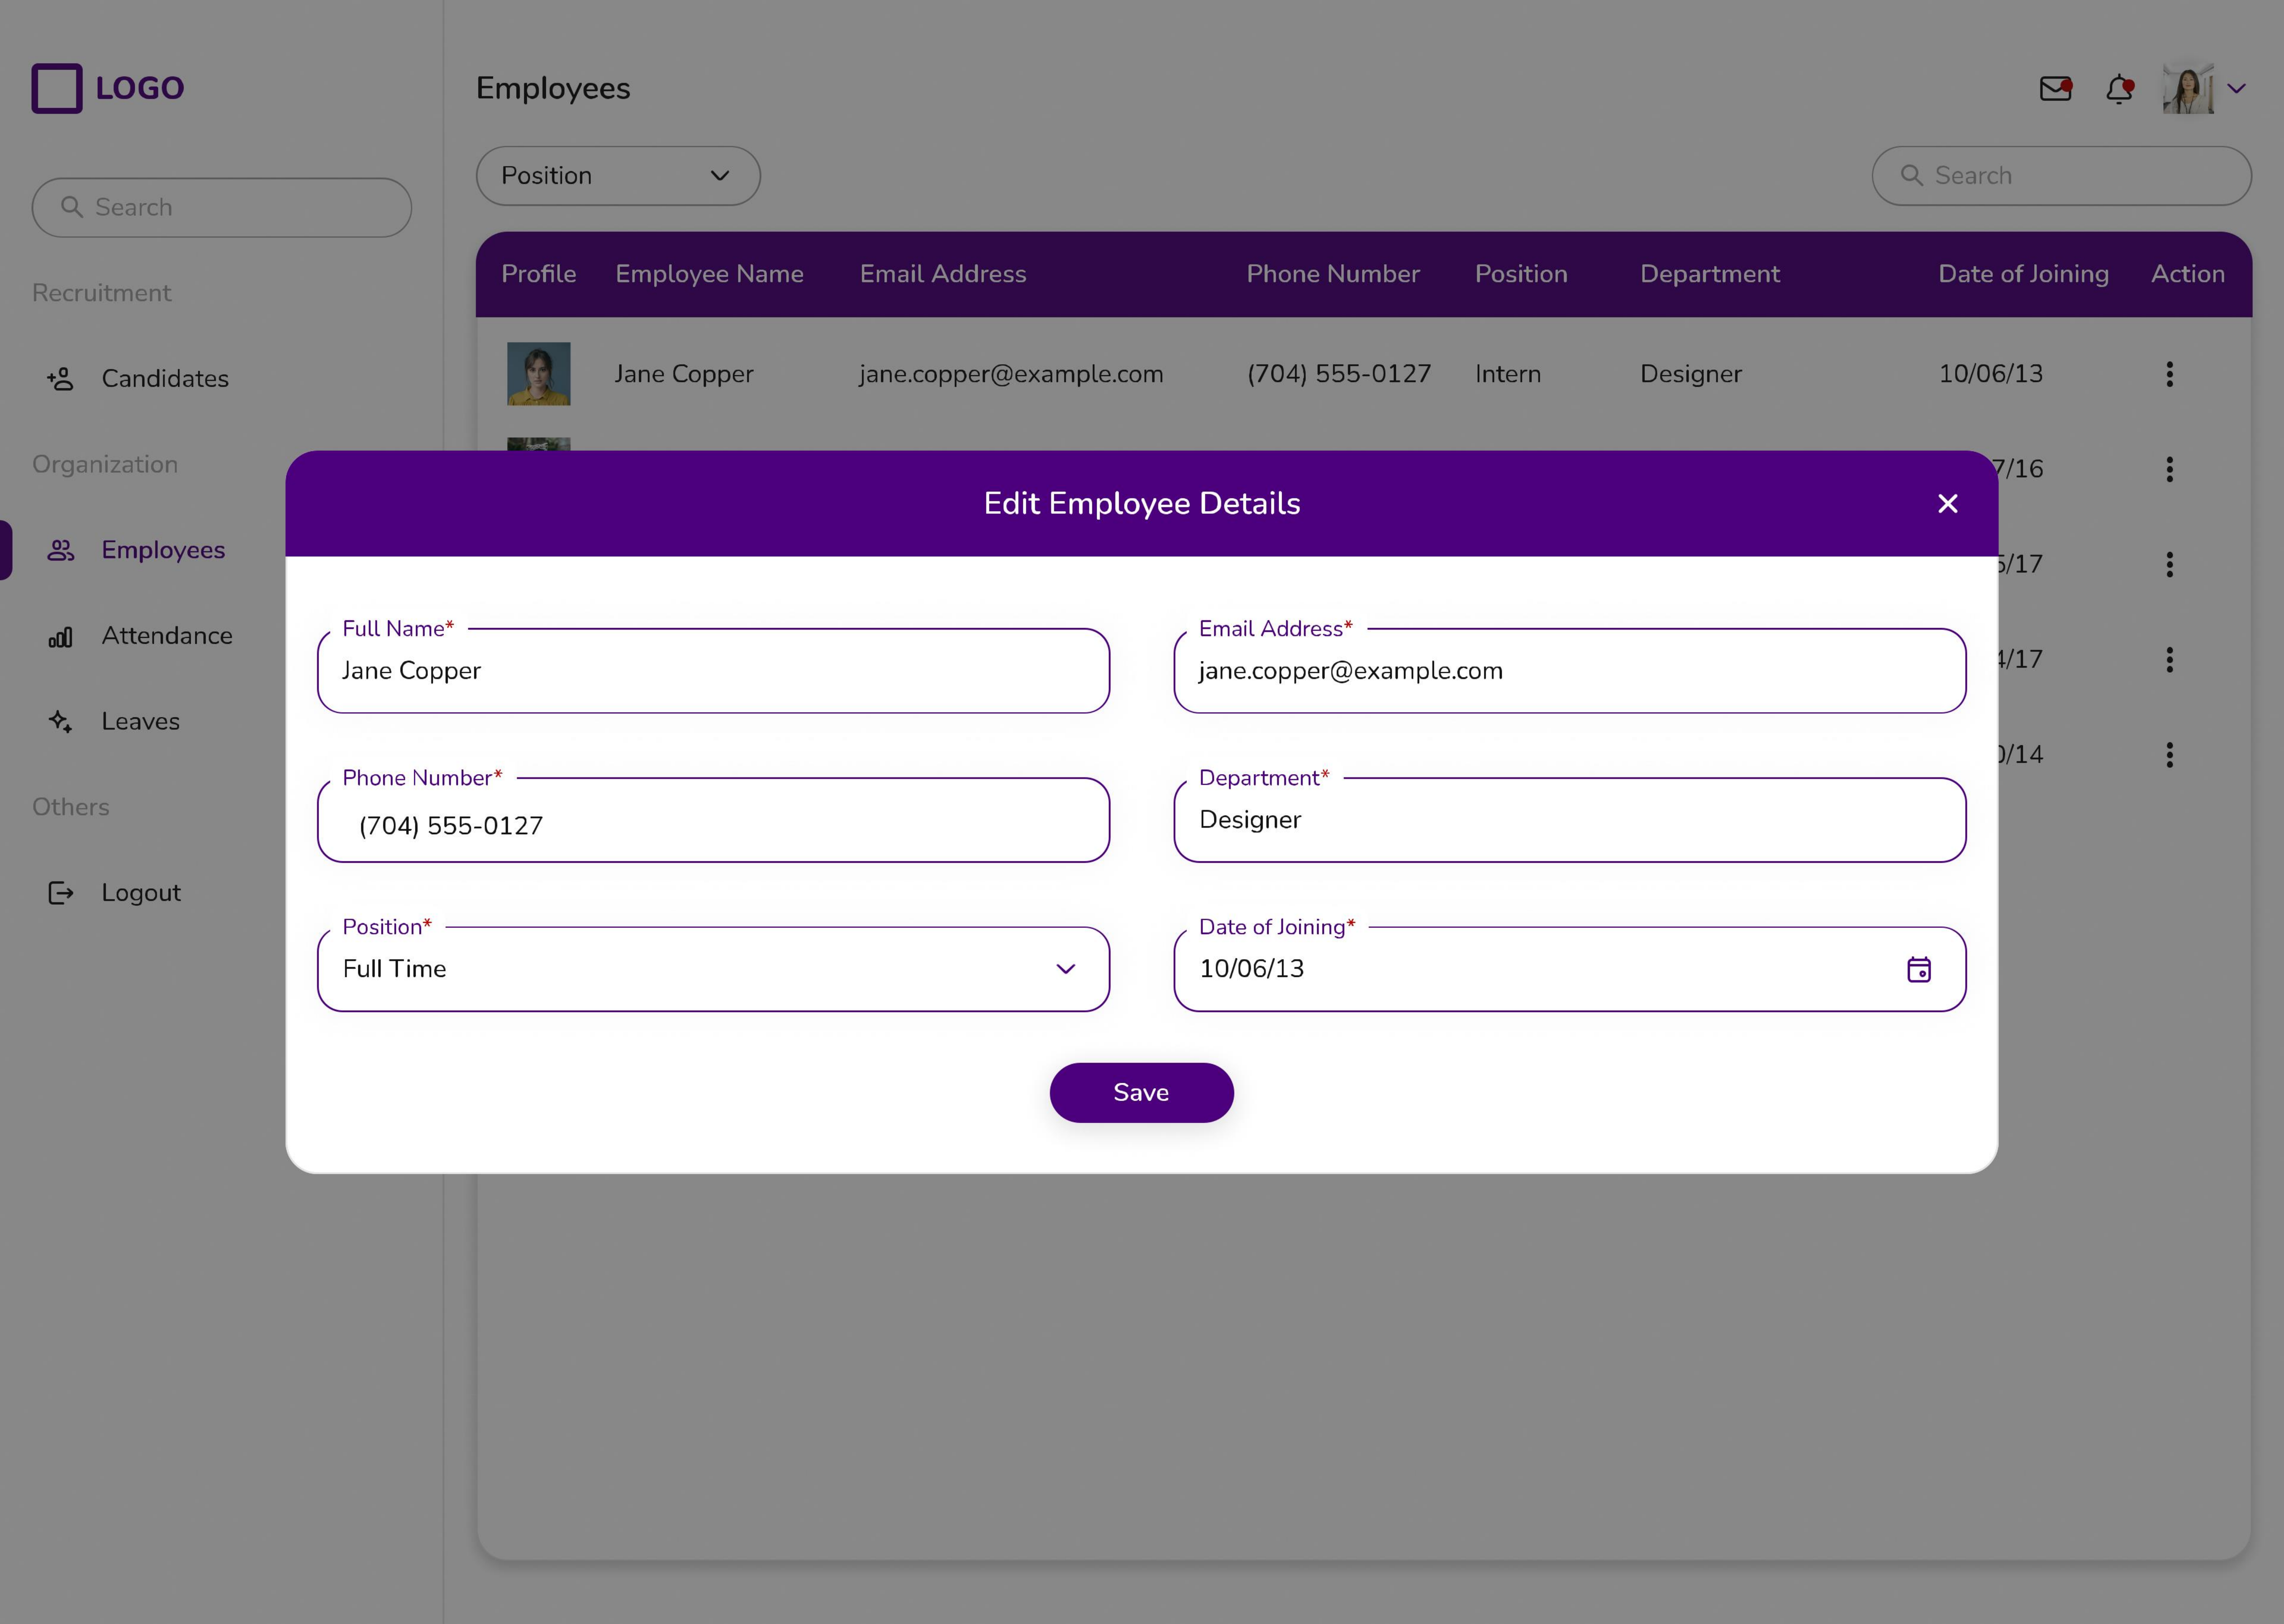 LOGO
Search
Recruitment
Candidates
Organization
Employees
Attendance
Leaves
Others
Logout
Employees
Position
Search
Profile Employee Name Email Address Phone Number Position Department Date of Joining Action
Jane Copper jane.copper@example.com (704) 555-0127 Intern Designer 10/06/13
7/16
5/17
4/17
0/14
Edit Employee Details
Full Name*
Jane Copper
Email Address*
jane.copper@example.com
Phone Number*
(704) 555-0127
Department*
Designer
Position*
Full Time
Date of Joining*
10/06/13
Save